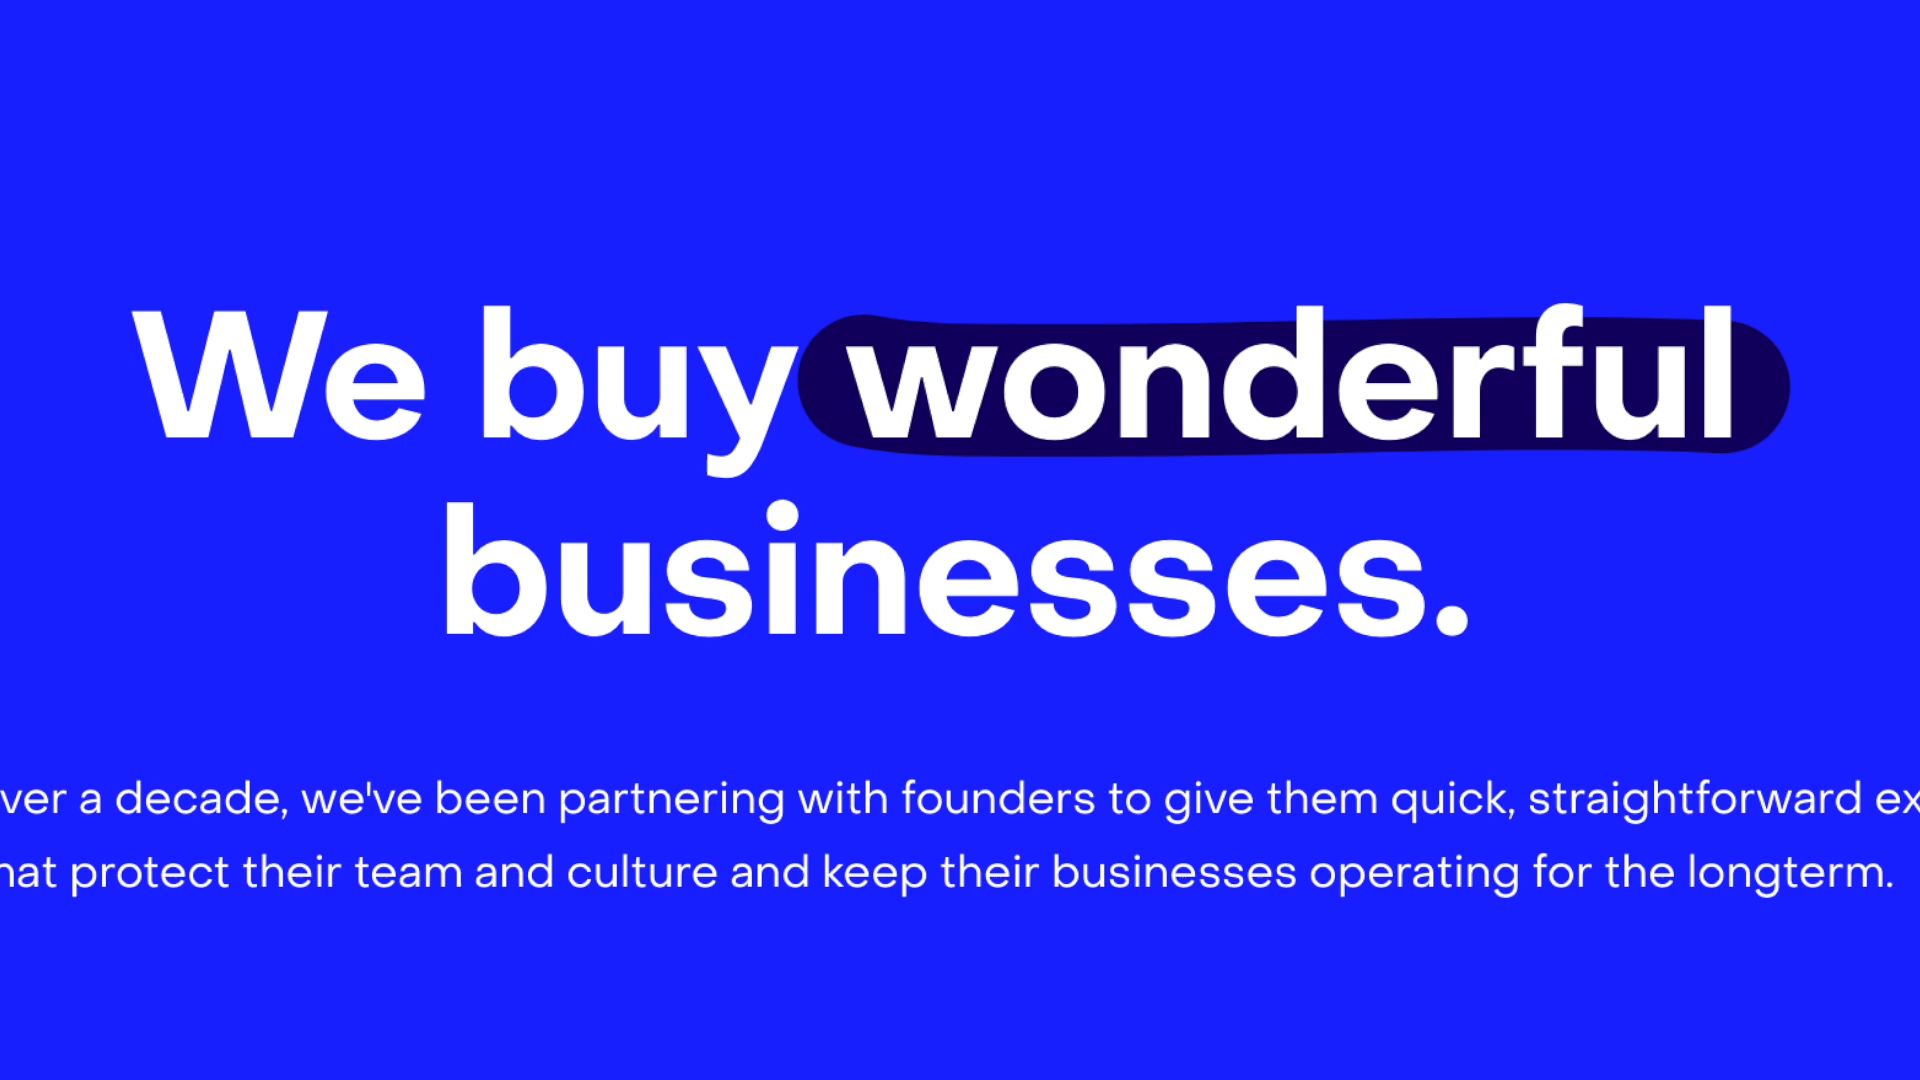 We buy wonderful
businesses.
ver a decade, we've been partnering with founders to give them quick, straightforward ex
hat protect their team and culture and keep their businesses operating for the longterm.